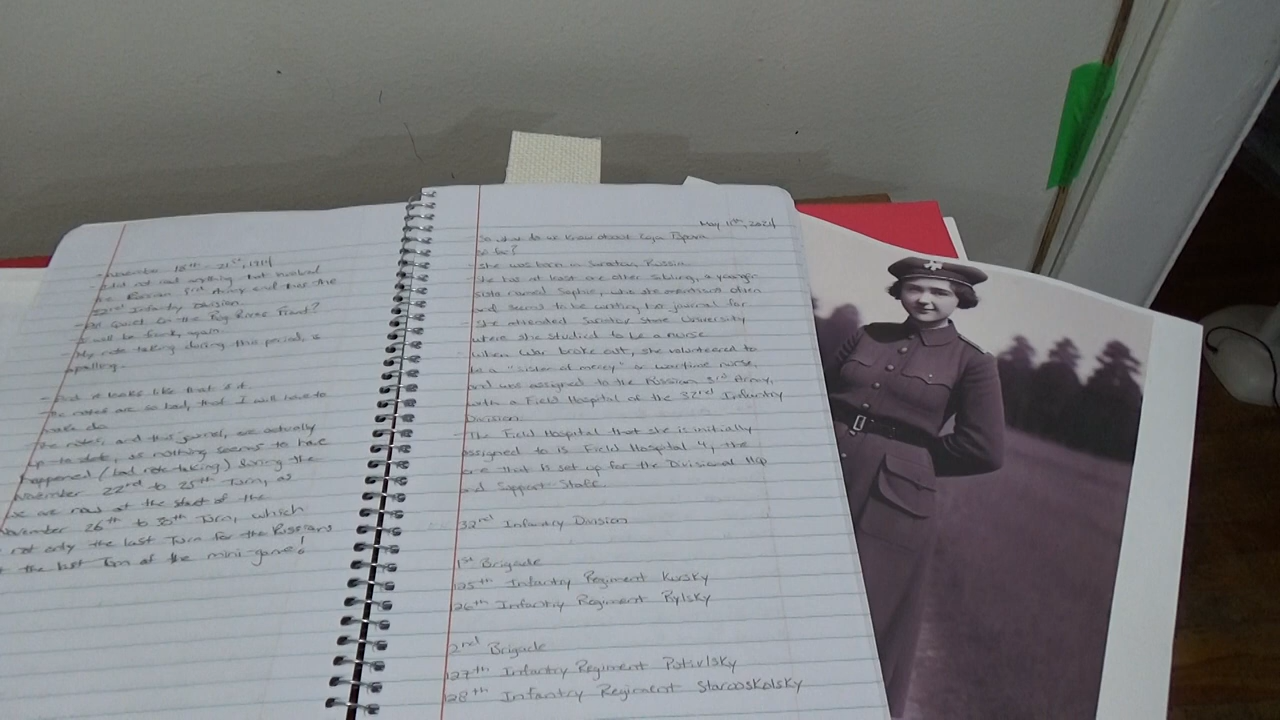 - November 18th - 21st, 1914
- Did not last anything that involved
the Russian 3rd Army and thus the
32nd Infantry Division.
- All Quiet on the Pug River Front?
- I will be frank, again.
- My note taking during this period, is
apalling.
- But it looks like that is it.
- The notes are so bad, that I will have to
do
- The notes, and this journal, are actually
up-to-date, as nothing seems to have
happened (bad note-taking) during the
November 22nd to 25th Turn, as
we are now at the start of the
November 26th to 30th Turn, which
not only the last Turn for the Russians
the last Turn of the mini-game!
May 11th, 2024
So what do we know about Popova
So far?
- She was born in Saratov, Russia
- She has at least one other sibling, a younger
sister named Sophie, who she mentions often
and seems to be writing her journal for
- She attended Saratov State University
where she studied to be a nurse
- When War broke out, she volunteered to
be a "sister of mercy" or wartime nurse,
and was assigned to the Russian 3rd Army,
with a Field Hospital of the 32nd Infantry
Division.
- The Field Hospital that she is initially
assigned to is Field Hospital 4, the
one that is set up for the Divisional HQ
and Support Staff.
32nd Infantry Division
1st Brigade
125th Infantry Regiment Kursky
126th Infantry Regiment Rylsky
2nd Brigade
127th Infantry Regiment Putivlsky
128th Infantry Regiment Starooskolsky